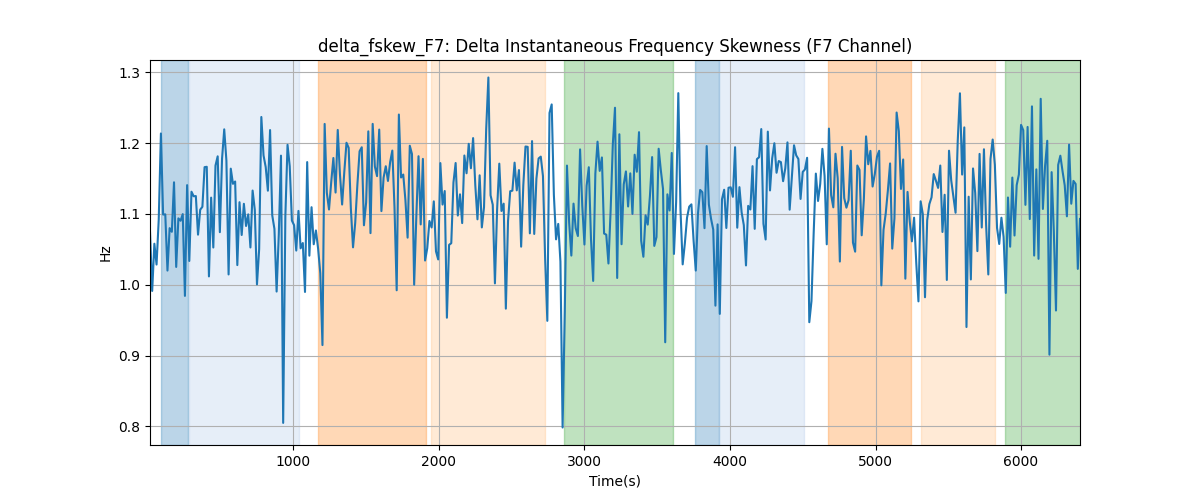 delta_fskew_F7: Delta Instantaneous Frequency Skewness (F7 Channel)
Hz
1.3
1.2
1.1
1.0
0.9
0.8
1000 2000 3000 4000 5000 6000
Time(s)